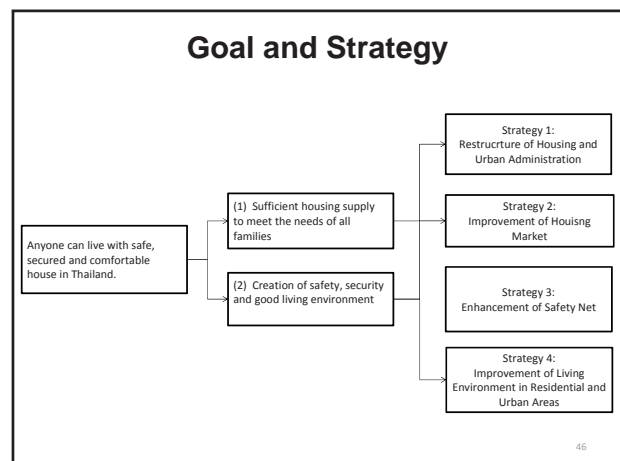 Goal and Strategy
Anyone can live with safe,
secured and comfortable
house in Thailand.
(1)  Sufficient housing supply
to meet the needs of all
families
(2)  Creation of safety, security
and good living environment
Strategy 1:
Restrucrture of Housing and
Urban Administration
Strategy 2:
Improvement of Houisng
Market
Strategy 3:
Enhancement of Safety Net
Strategy 4:
Improvement of Living
Environment in Residential and
Urban Areas
46